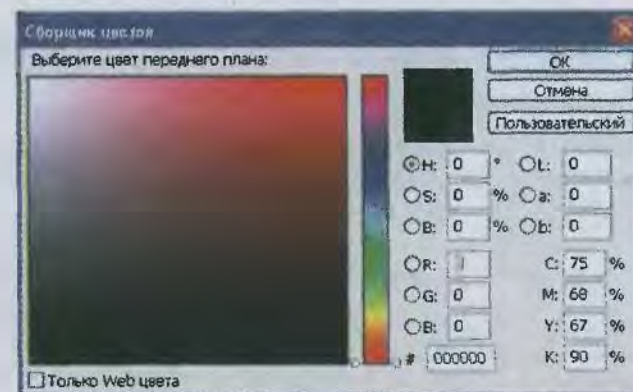 Сборщик цветов
Выберите цвет переднего плана:
OK
Отмена
Пользовательский
H: 0 ° L: 0
S: 0 % a: 0
B: 0 % b: 0
R: C: 75 %
G: 0 M: 68 %
B: 0 Y: 67 %
# 000000 K: 90 %
Только Web цвета